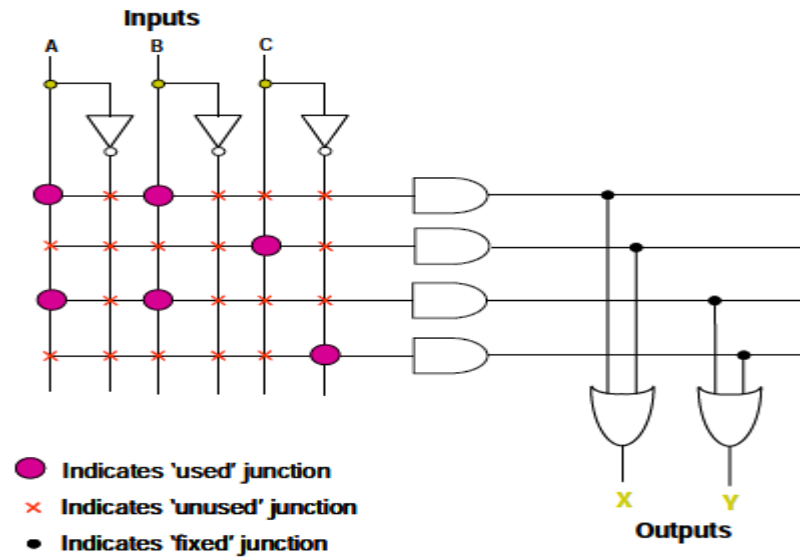 Inputs
A B C
Indicates 'used' junction
Indicates 'unused' junction
Indicates 'fixed' junction
X Y
Outputs